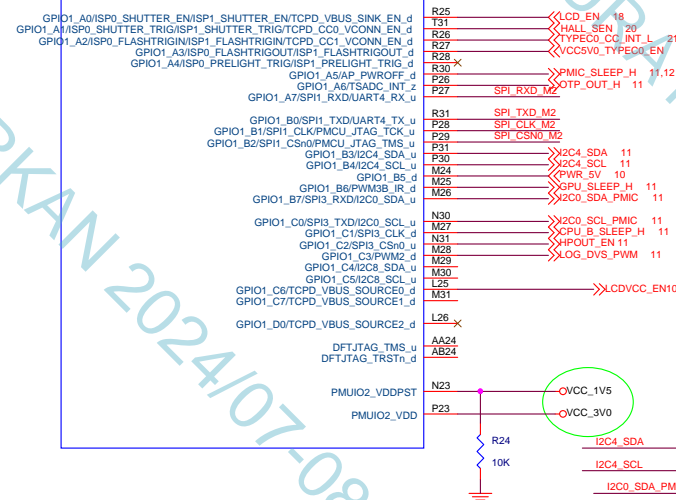 GPIO1_A0/ISP0_SHUTTER_EN/ISP1_SHUTTER_EN/TCPD_VBUS_SINK_EN_d R25 LCD_EN 18
GPIO1_A1/ISP0_SHUTTER_TRIG/ISP1_SHUTTER_TRIG/TCPD_CC0_VCONN_EN_d T31 HALL_SEN 20
GPIO1_A2/ISP0_FLASHTRIGIN/ISP1_FLASHTRIGIN/TCPD_CC1_VCONN_EN_d R26 TYPEC0_CC_INT_L 21
GPIO1_A3/ISP0_FLASHTRIGOUT/ISP1_FLASHTRIGOUT_d R27 VCC5V0_TYPEC0_EN
GPIO1_A4/ISP0_PRELIGHT_TRIG/ISP1_PRELIGHT_TRIG_d R28
GPIO1_A5/AP_PWROFF_d R30 PMIC_SLEEP_H 11,12
GPIO1_A6/TSADC_INT_z P26 OTP_OUT_H 11
GPIO1_A7/SPI1_RXD/UART4_RX_u P27 SPI_RXD_M2
GPIO1_B0/SPI1_TXD/UART4_TX_u R31 SPI_TXD_M2
GPIO1_B1/SPI1_CLK/PMCU_JTAG_TCK_u P28 SPI_CLK_M2
GPIO1_B2/SPI1_CSn0/PMCU_JTAG_TMS_u P29 SPI_CSN0_M2
GPIO1_B3/I2C4_SDA_u P31 I2C4_SDA 11
GPIO1_B4/I2C4_SCL_u P30 I2C4_SCL 11
GPIO1_B5_d M24 PWR_5V 10
GPIO1_B6/PWM3B_IR_d M25 GPU_SLEEP_H 11
GPIO1_B7/SPI3_RXD/I2C0_SDA_u M26 I2C0_SDA_PMIC 11
GPIO1_C0/SPI3_TXD/I2C0_SCL_u N30 I2C0_SCL_PMIC 11
GPIO1_C1/SPI3_CLK_d M27 CPU_B_SLEEP_H 11
GPIO1_C2/SPI3_CSn0_u N31 HPOUT_EN 11
GPIO1_C3/PWM2_d M28 LOG_DVS_PWM 11
GPIO1_C4/I2C8_SDA_u M29
GPIO1_C5/I2C8_SCL_u M30
GPIO1_C6/TCPD_VBUS_SOURCE0_d L25 LCDVCC_EN10
GPIO1_C7/TCPD_VBUS_SOURCE1_d M31
GPIO1_D0/TCPD_VBUS_SOURCE2_d L26
DFTJTAG_TMS_u AA24
DFTJTAG_TRSTn_d AB24
PMUIO2_VDDPST N23 VCC_1V5
PMUIO2_VDD P23 VCC_3V0
R24
10K
I2C4_SDA
I2C4_SCL
I2C0_SDA_PM
RKAN 2024/07-08